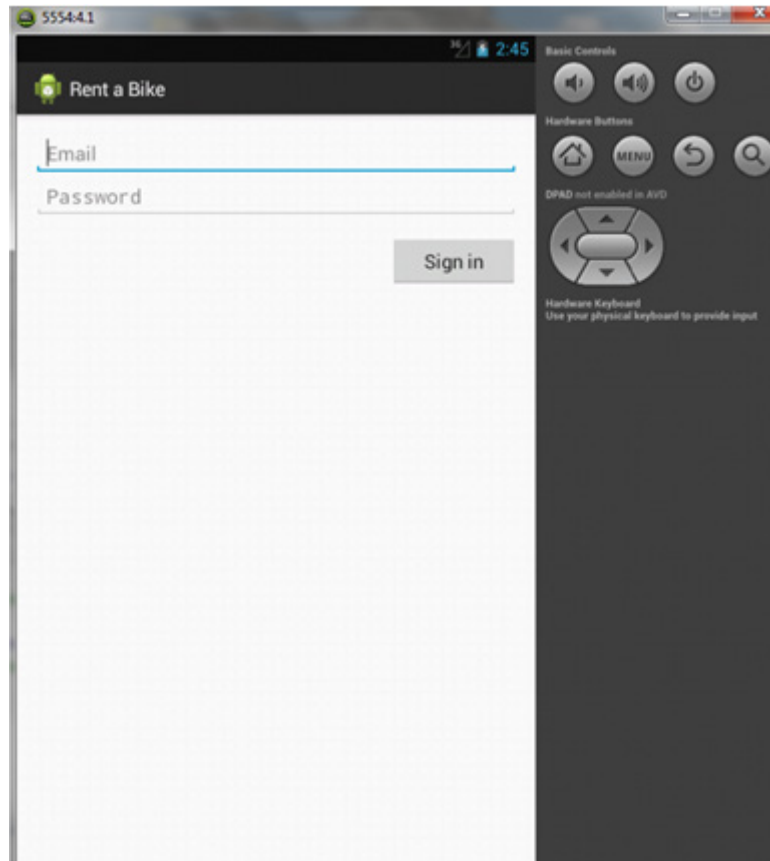 5554:4.1
3G 2:45
Rent a Bike
Email
Password
Sign in
Basic Controls
Hardware Buttons
MENU
DPAD not enabled in AVD
Hardware Keyboard
Use your physical keyboard to provide input